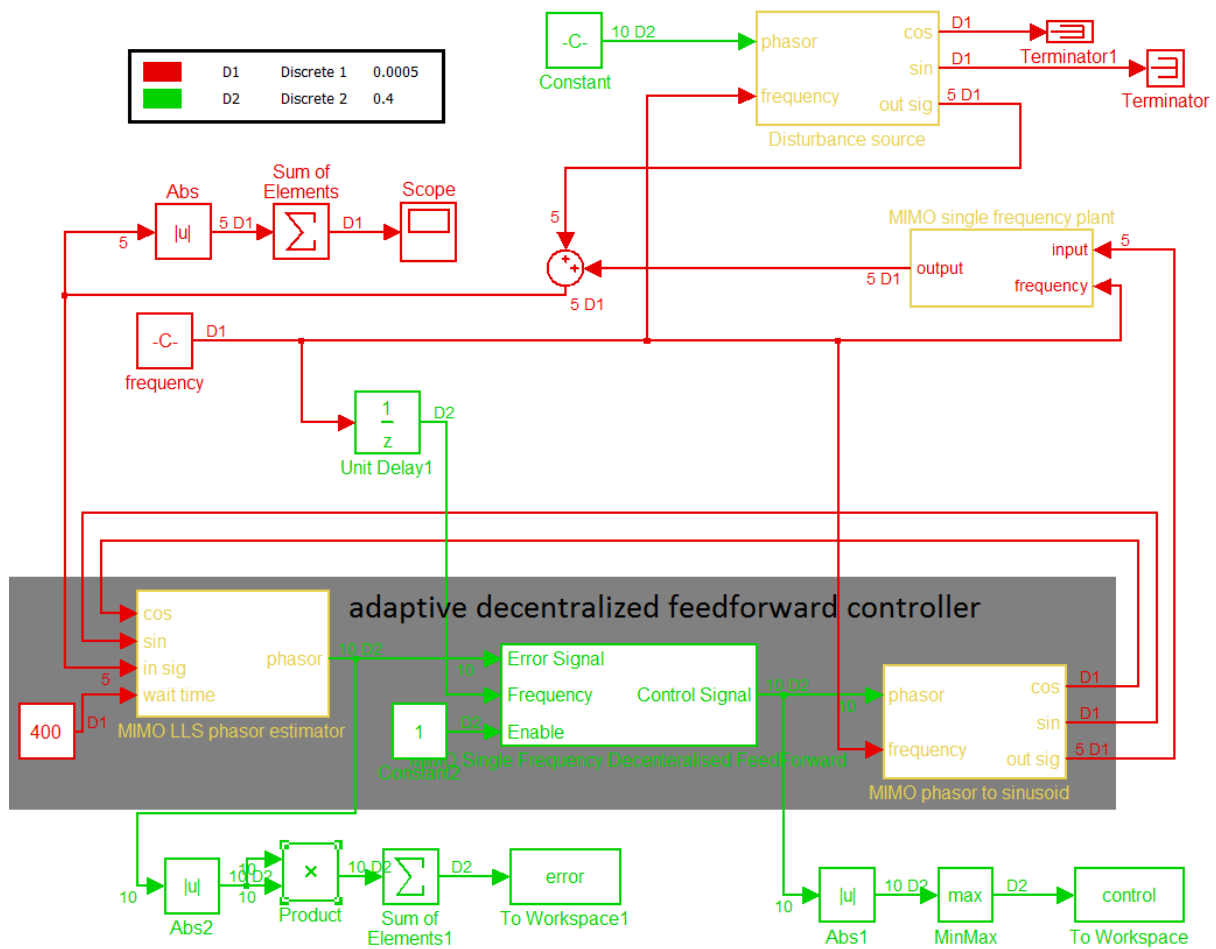 -C-
10 D2
Constant
phasor
frequency
cos
sin
out sig
Disturbance source
D1
D1
5 D1
Terminator1
Terminator
D1 Discrete 1 0.0005
D2 Discrete 2 0.4
5
Abs
|u|
5 D1
Sum of
Elements
D1
Scope
5
5 D1
MIMO single frequency plant
input
frequency
output
5
5 D1
-C-
D1
frequency
1
z
D2
Unit Delay1
adaptive decentralized feedforward controller
cos
sin
in sig
wait time
phasor
5
400
D1
MIMO LLS phasor estimator
10 D2
10
Error Signal
Frequency
Enable
Control Signal
1
D2
Constant2
MIMO Single Frequency Decenteralised FeedForward
10 D2
10
phasor
frequency
cos
sin
out sig
D1
D1
5 D1
MIMO phasor to sinusoid
10
|u|
10 D2
Abs2
10
10
×
10 D2
Product
Sum of
Elements1
D2
error
To Workspace1
10
|u|
10 D2
Abs1
max
D2
MinMax
control
To Workspace